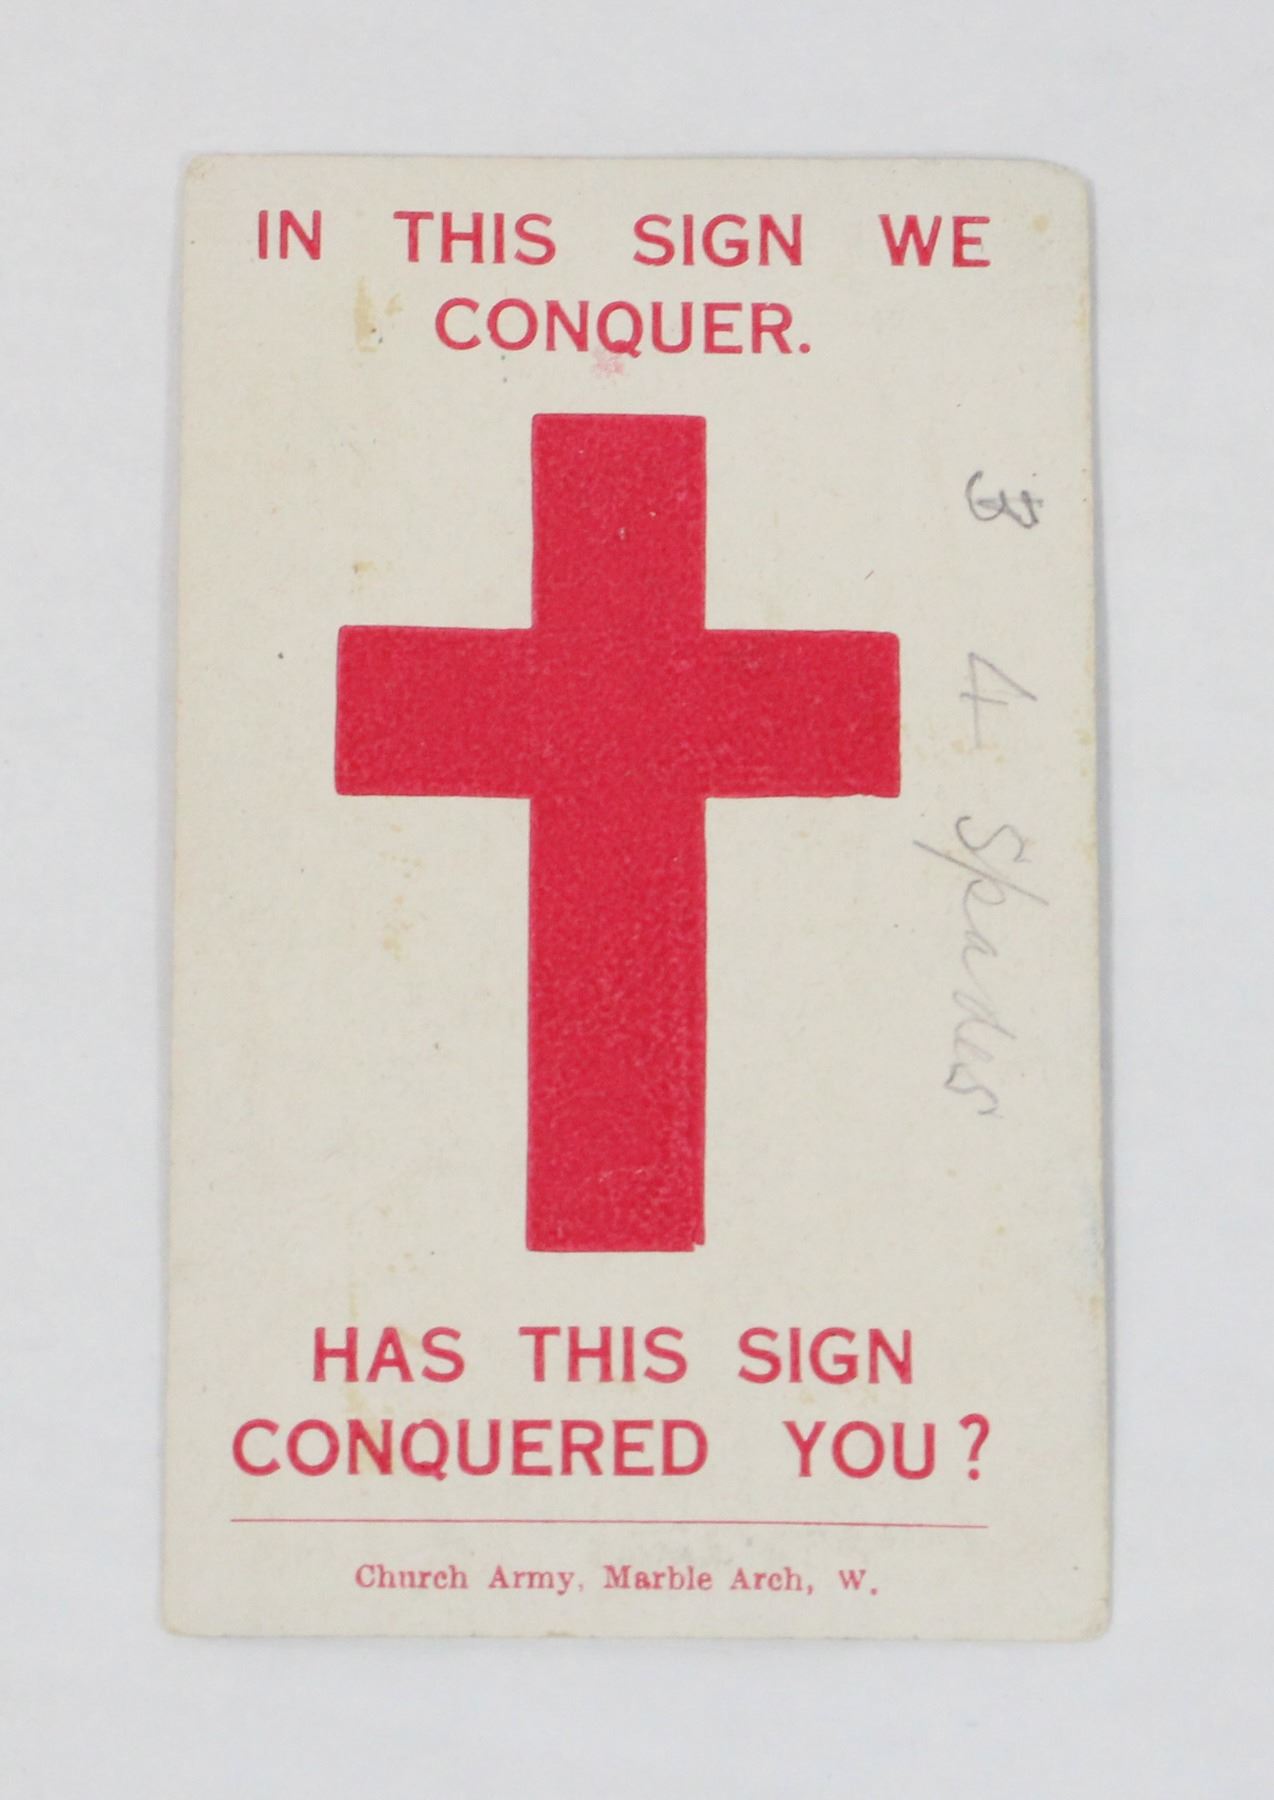 IN THIS SIGN WE
CONQUER.
3 4 Spades
HAS THIS SIGN
CONQUERED YOU?
Church Army, Marble Arch, W.